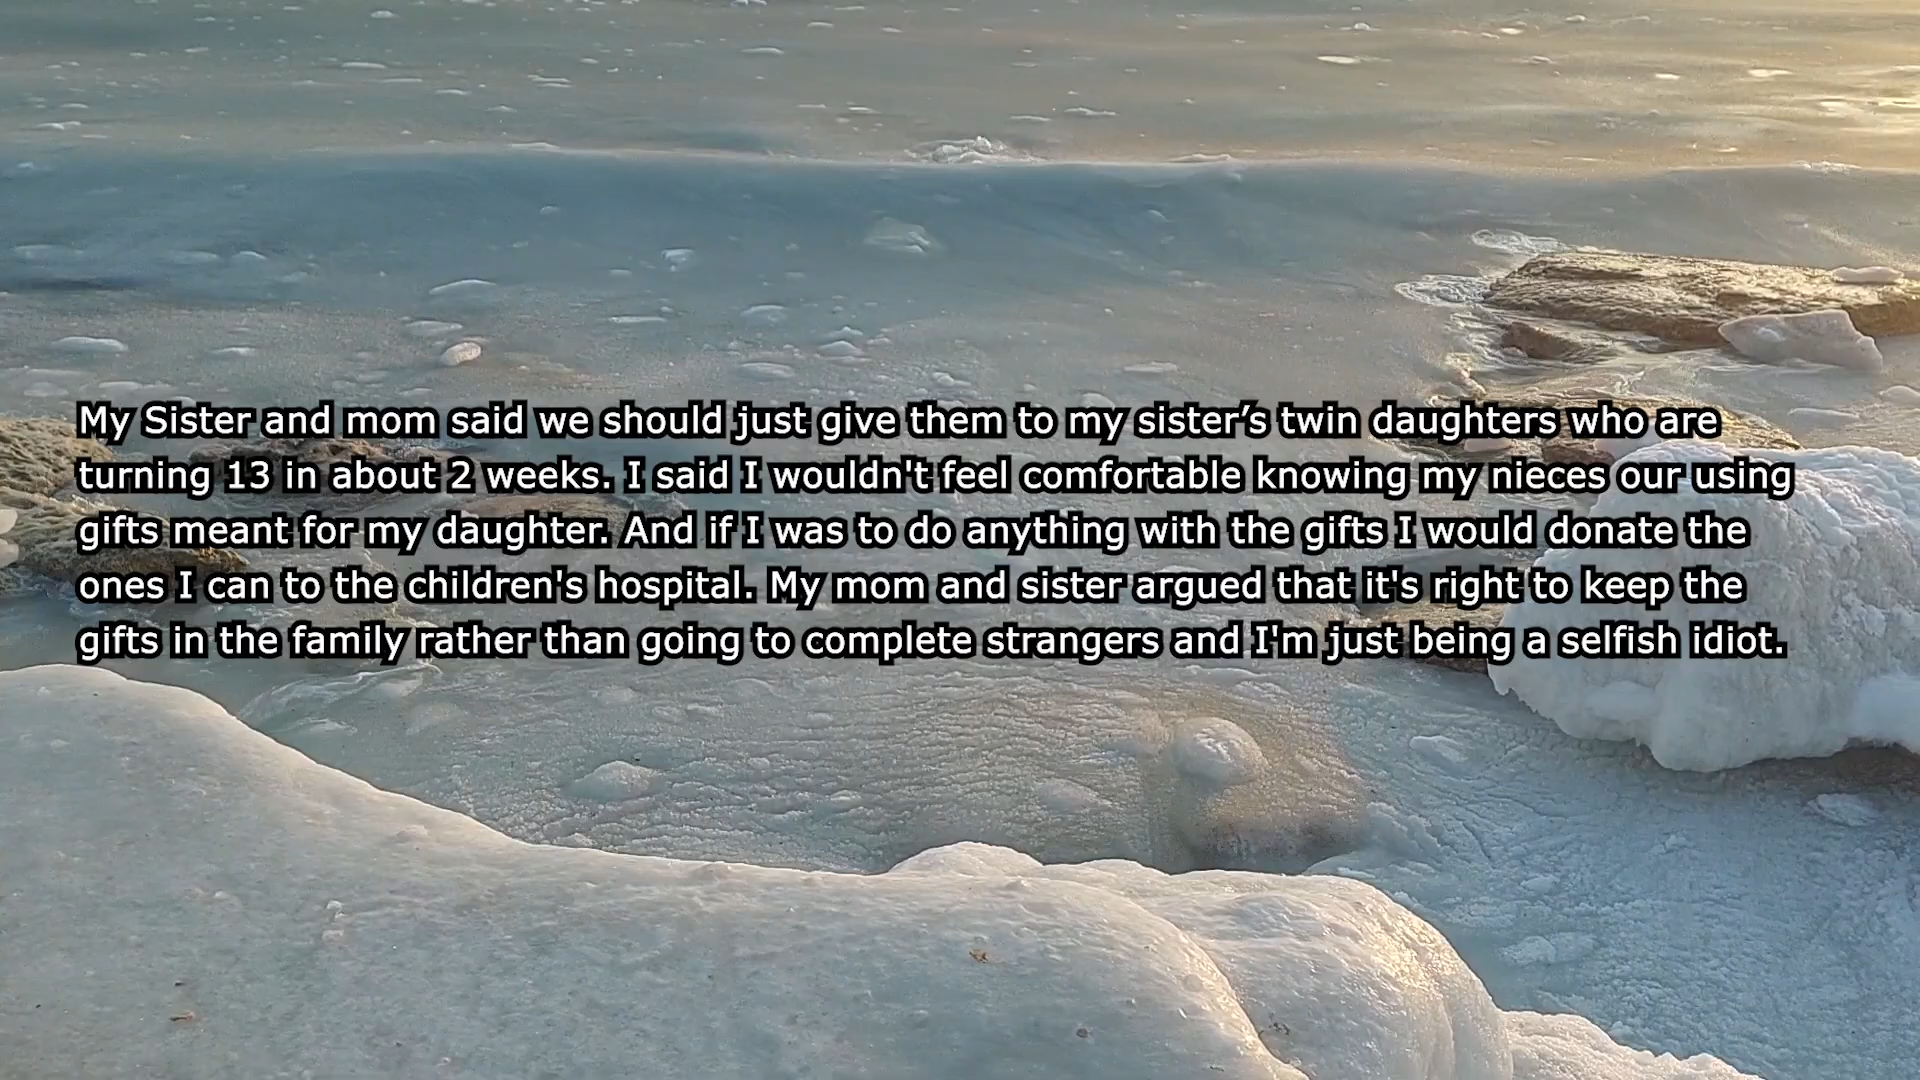 My Sister and mom said we should just give them to my sister’s twin daughters who are
turning 13 in about 2 weeks. I said I wouldn't feel comfortable knowing my nieces our using
gifts meant for my daughter. And if I was to do anything with the gifts I would donate the
ones I can to the children's hospital. My mom and sister argued that it's right to keep the
gifts in the family rather than going to complete strangers and I'm just being a selfish idiot.